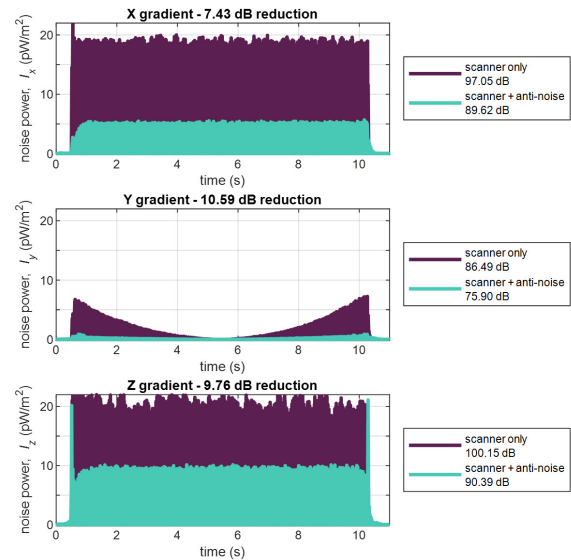 X gradient - 7.43 dB reduction
20
10
0
noise power, I_x (pW/m²)
0 2 4 6 8 10
time (s)
scanner only
97.05 dB
scanner + anti-noise
89.62 dB
Y gradient - 10.59 dB reduction
20
10
0
noise power, I_y (pW/m²)
0 2 4 6 8 10
time (s)
scanner only
86.49 dB
scanner + anti-noise
75.90 dB
Z gradient - 9.76 dB reduction
20
10
0
noise power, I_z (pW/m²)
0 2 4 6 8 10
time (s)
scanner only
100.15 dB
scanner + anti-noise
90.39 dB